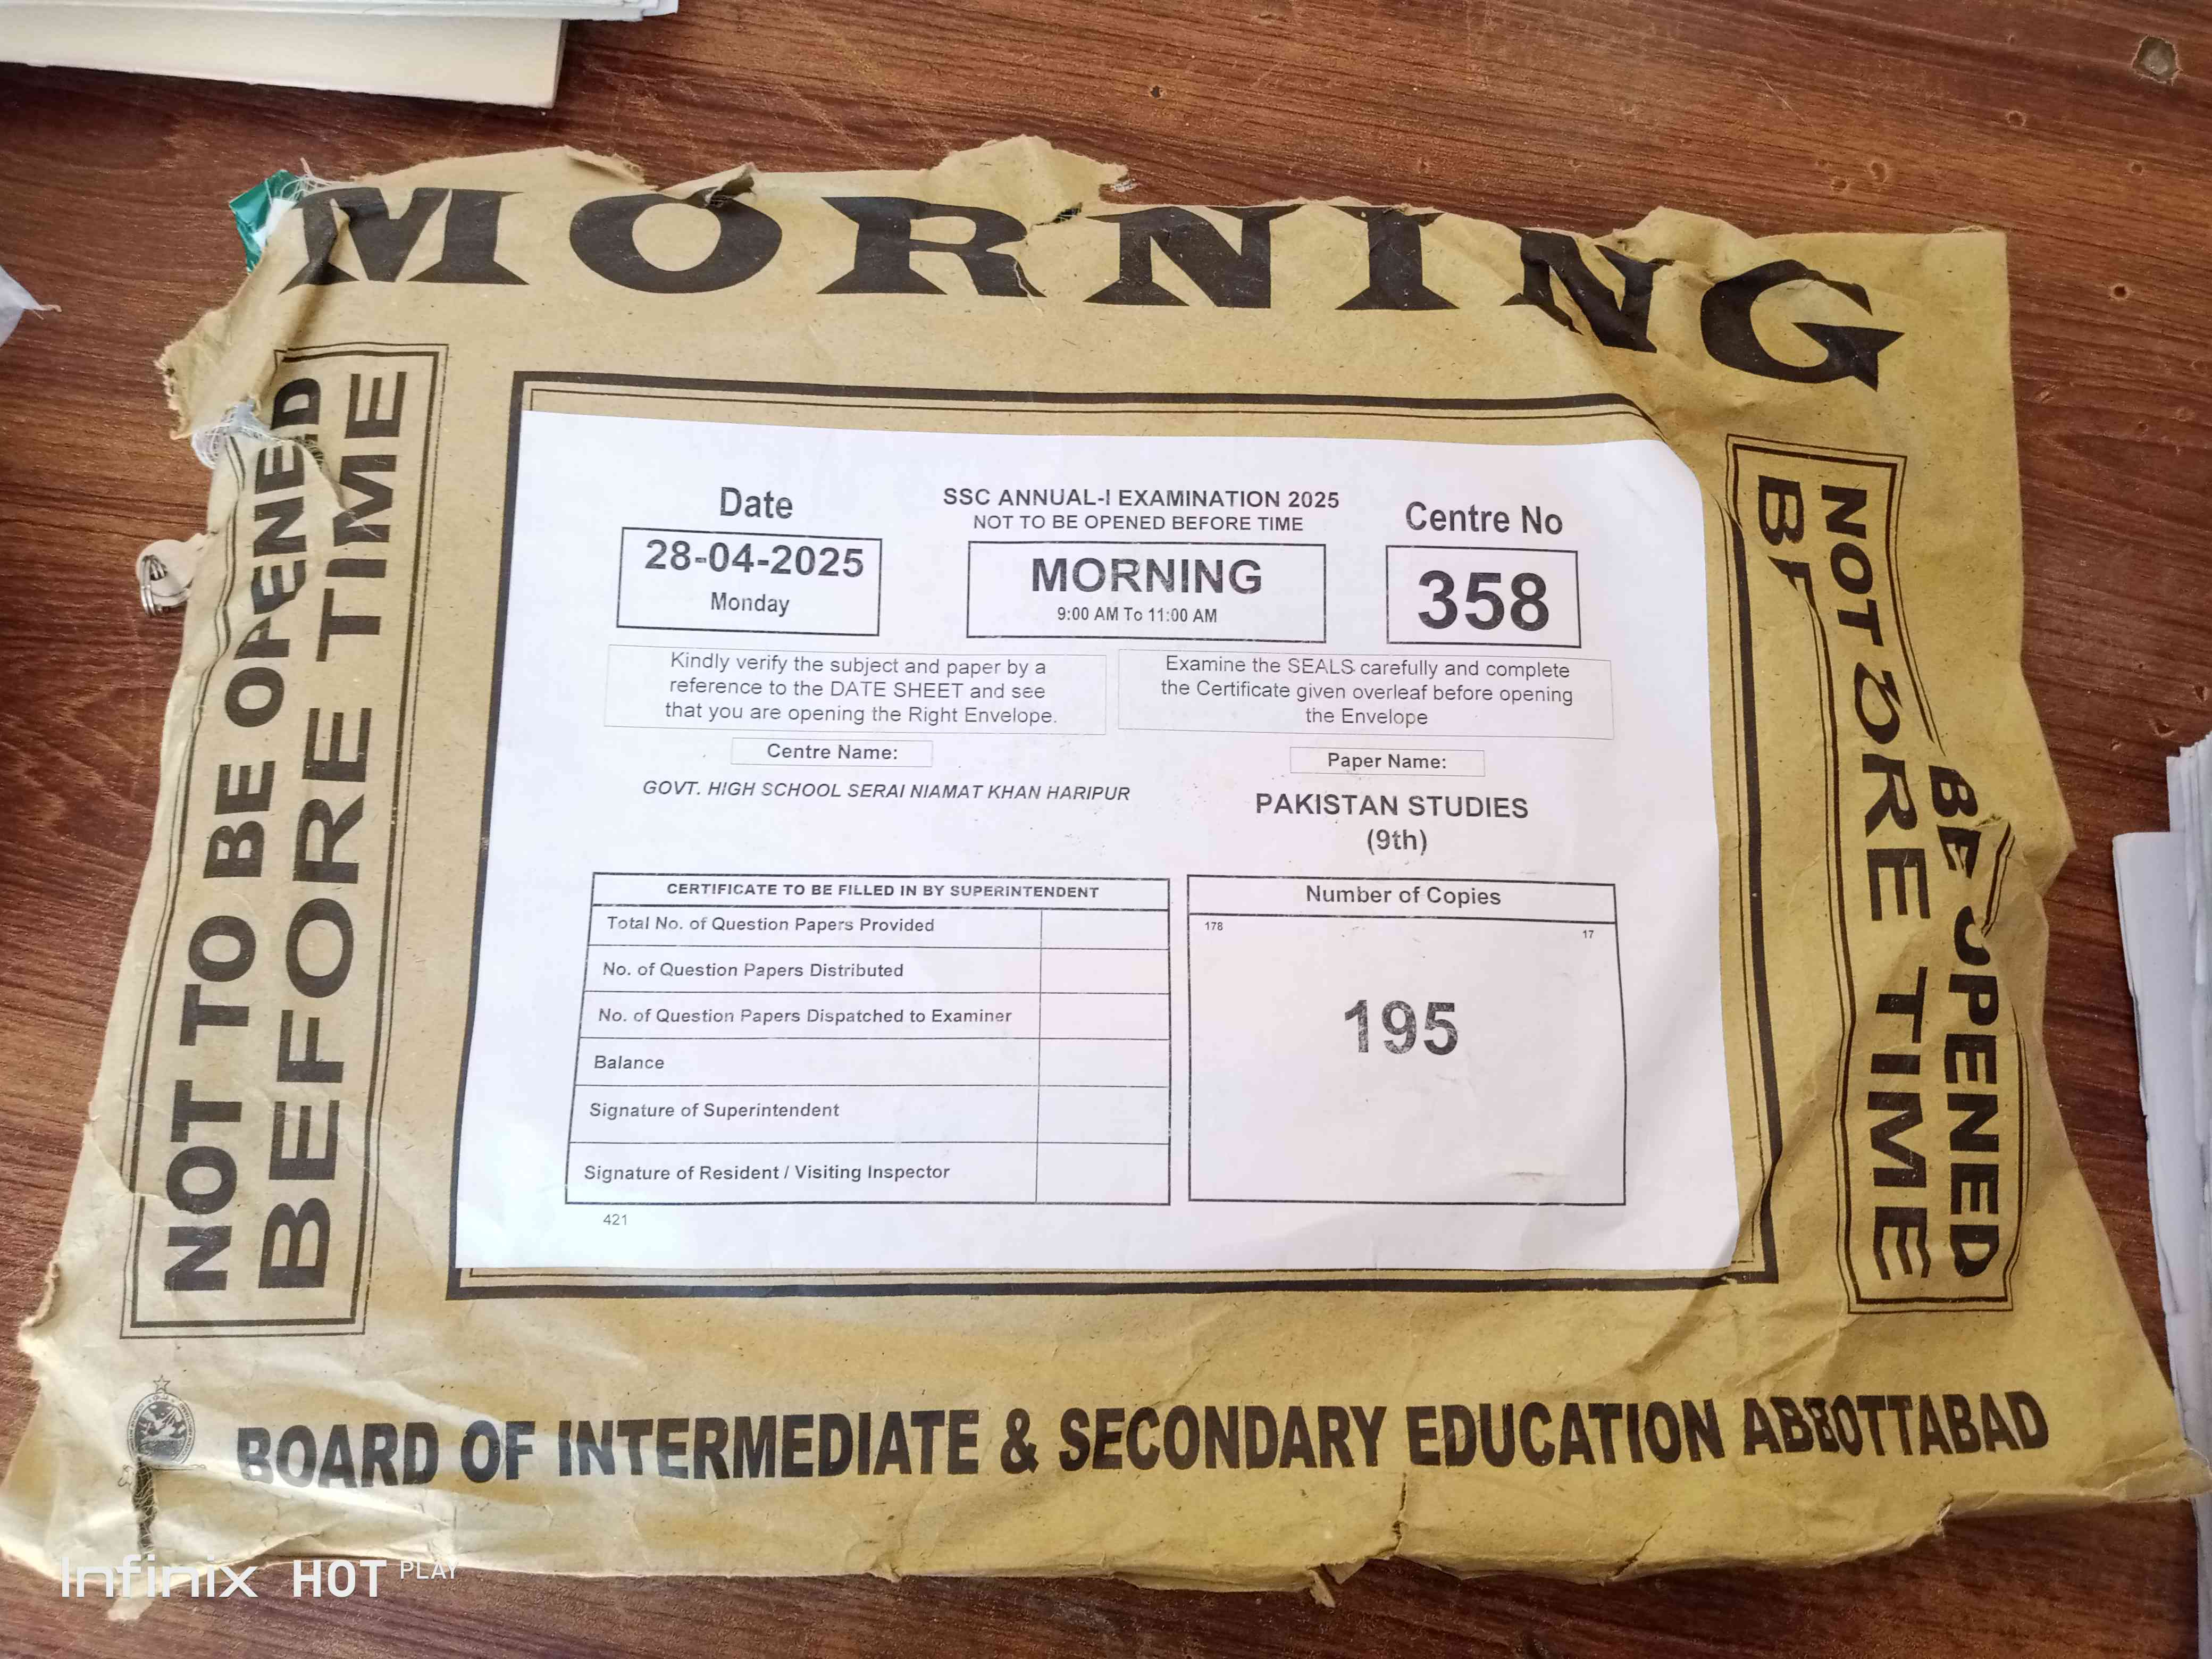 MORNING
NOT TO BE OPENED
BEFORE TIME
Date
28-04-2025
Monday
SSC ANNUAL-I EXAMINATION 2025
NOT TO BE OPENED BEFORE TIME
MORNING
9:00 AM To 11:00 AM
Centre No
358
Kindly verify the subject and paper by a
reference to the DATE SHEET and see
that you are opening the Right Envelope.
Examine the SEALS carefully and complete
the Certificate given overleaf before opening
the Envelope
Centre Name:
GOVT. HIGH SCHOOL SERAI NIAMAT KHAN HARIPUR
Paper Name:
PAKISTAN STUDIES
(9th)
CERTIFICATE TO BE FILLED IN BY SUPERINTENDENT
Total No. of Question Papers Provided
No. of Question Papers Distributed
No. of Question Papers Dispatched to Examiner
Balance
Signature of Superintendent
Signature of Resident / Visiting Inspector
421
Number of Copies
178 17
195
NOT BE OPENED
BEFORE TIME
BOARD OF INTERMEDIATE & SECONDARY EDUCATION ABBOTTABAD
Infinix HOT PLAY